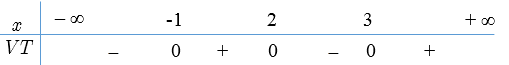 x − ∞ -1 2 3 + ∞
VT − 0 + 0 − 0 +